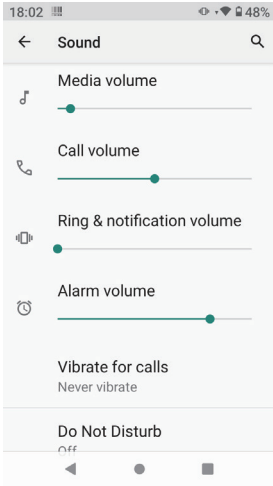 18:02 48%
Sound
Media volume
Call volume
Ring & notification volume
Alarm volume
Vibrate for calls
Never vibrate
Do Not Disturb
Off